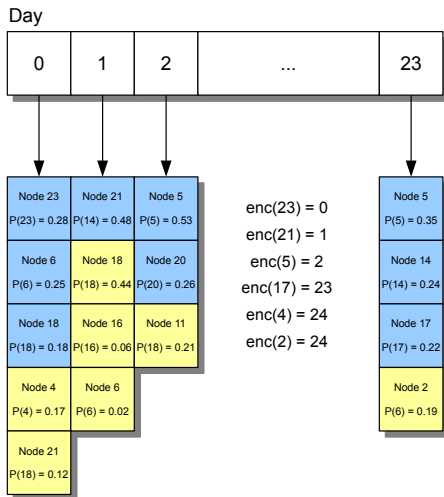 Day
0 1 2 ... 23
Node 23
P(23) = 0.28
Node 6
P(6) = 0.25
Node 18
P(18) = 0.18
Node 4
P(4) = 0.17
Node 21
P(18) = 0.12
Node 21
P(14) = 0.48
Node 18
P(18) = 0.44
Node 16
P(16) = 0.06
Node 6
P(6) = 0.02
Node 5
P(5) = 0.53
Node 20
P(20) = 0.26
Node 11
P(18) = 0.21
enc(23) = 0
enc(21) = 1
enc(5) = 2
enc(17) = 23
enc(4) = 24
enc(2) = 24
Node 5
P(5) = 0.35
Node 14
P(14) = 0.24
Node 17
P(17) = 0.22
Node 2
P(6) = 0.19